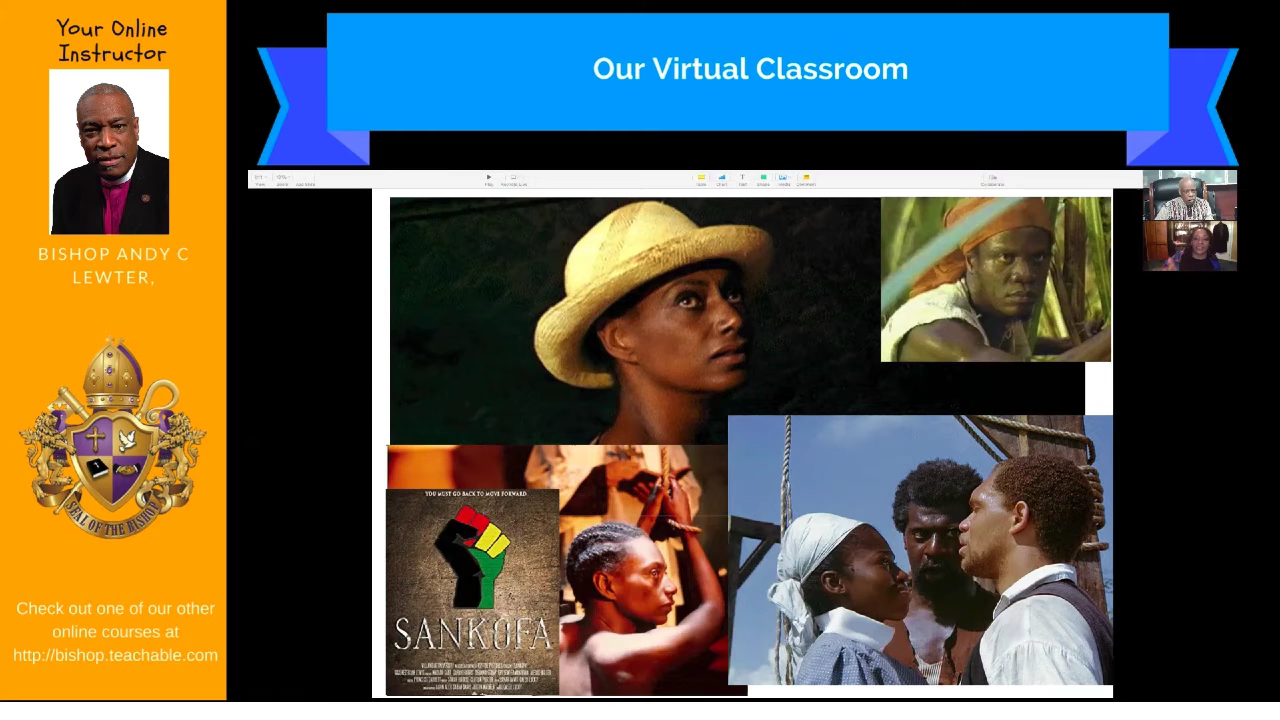 Your Online
Instructor
BISHOP ANDY C
LEWTER,
SEAL OF THE BISHOP
Check out one of our other
online courses at
http://bishop.teachable.com
Our Virtual Classroom
Play
YOU MUST GO BACK TO MOVE FORWARD
SANKOFA